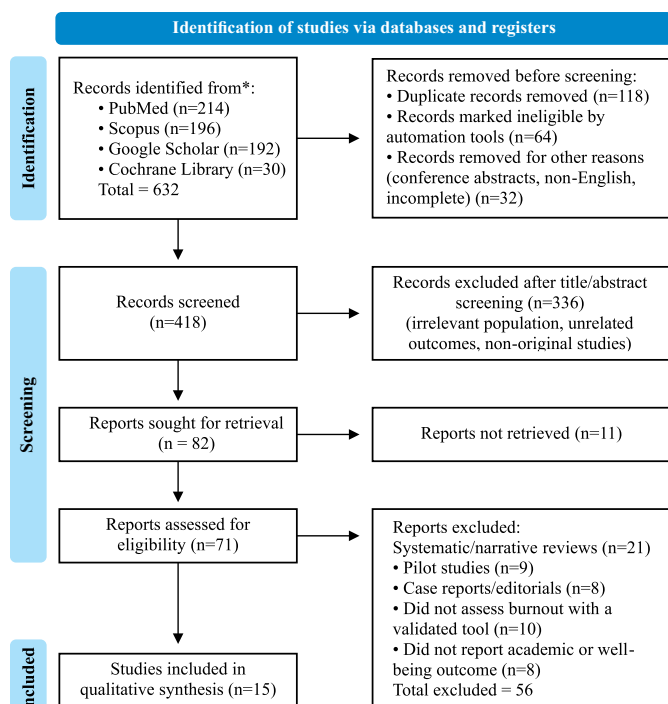 Identification of studies via databases and registers
Identification
Records identified from*:
• PubMed (n=214)
• Scopus (n=196)
• Google Scholar (n=192)
• Cochrane Library (n=30)
Total = 632
Records removed before screening:
• Duplicate records removed (n=118)
• Records marked ineligible by
automation tools (n=64)
• Records removed for other reasons
(conference abstracts, non-English,
incomplete) (n=32)
Screening
Records screened
(n=418)
Records excluded after title/abstract
screening (n=336)
(irrelevant population, unrelated
outcomes, non-original studies)
Reports sought for retrieval
(n = 82)
Reports not retrieved (n=11)
Reports assessed for
eligibility (n=71)
Reports excluded:
Systematic/narrative reviews (n=21)
• Pilot studies (n=9)
• Case reports/editorials (n=8)
• Did not assess burnout with a
validated tool (n=10)
• Did not report academic or well-
being outcome (n=8)
Total excluded = 56
ncluded
Studies included in
qualitative synthesis (n=15)